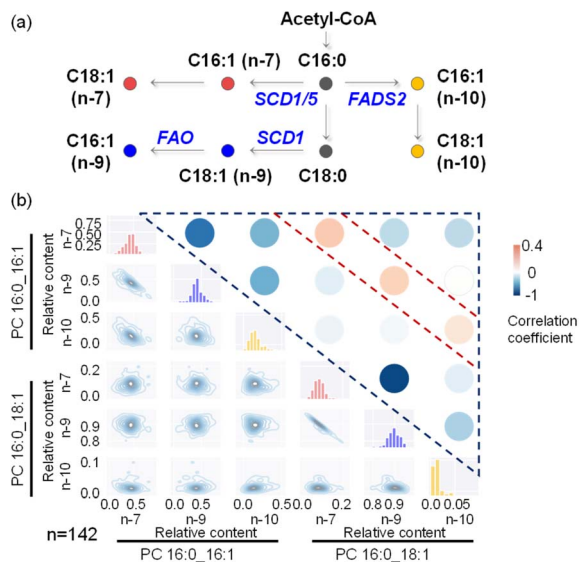 (a)
Acetyl-CoA
C18:1
(n-7)
C16:1 (n-7)
C16:0
C16:1
(n-10)
SCD1/5
FADS2
C16:1
(n-9)
FAO
SCD1
C18:1
(n-10)
C18:1 (n-9)
C18:0
(b)
PC 16:0_16:1
Relative content
n-7
0.75
0.50
0.25
n-9
0.5
0.0
n-10
0.5
0.0
PC 16:0_18:1
Relative content
n-7
0.2
0.0
n-9
0.9
0.8
n-10
0.1
0.0
0.4
0
-1
Correlation
coefficient
0.0 0.5
0.0 0.5
0.0 0.5
0.0 0.2
0.8 0.9
0.0 0.05
n-7
n-9
n-10
n-7
n-9
n-10
n=142
Relative content
Relative content
PC 16:0_16:1
PC 16:0_18:1